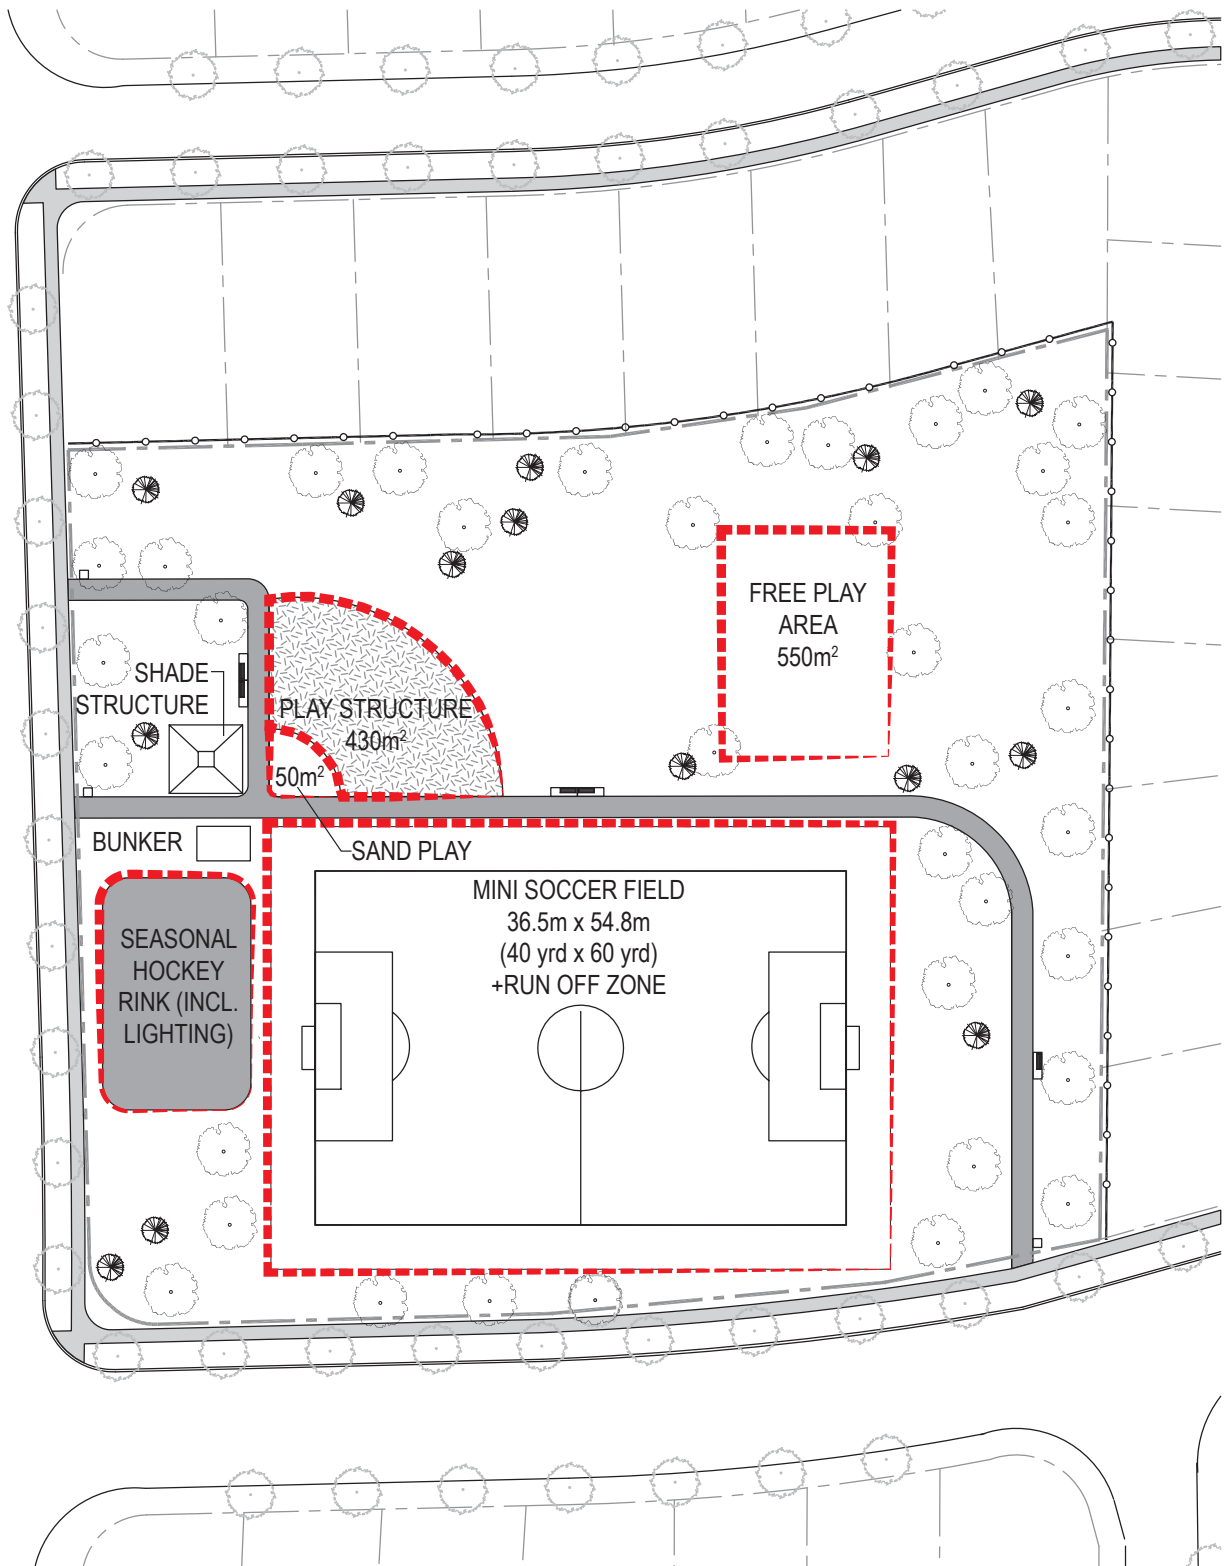 FREE PLAY
AREA
550m²
SHADE
STRUCTURE
PLAY STRUCTURE
430m²
50m²
BUNKER
SAND PLAY
MINI SOCCER FIELD
36.5m x 54.8m
(40 yrd x 60 yrd)
+RUN OFF ZONE
SEASONAL
HOCKEY
RINK (INCL.
LIGHTING)